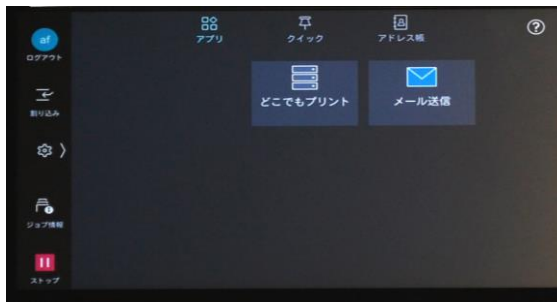 アプリ
クイック
アドレス帳
?
af
ログアウト
割り込み
ジョブ情報
ストップ
どこでもプリント
メール送信